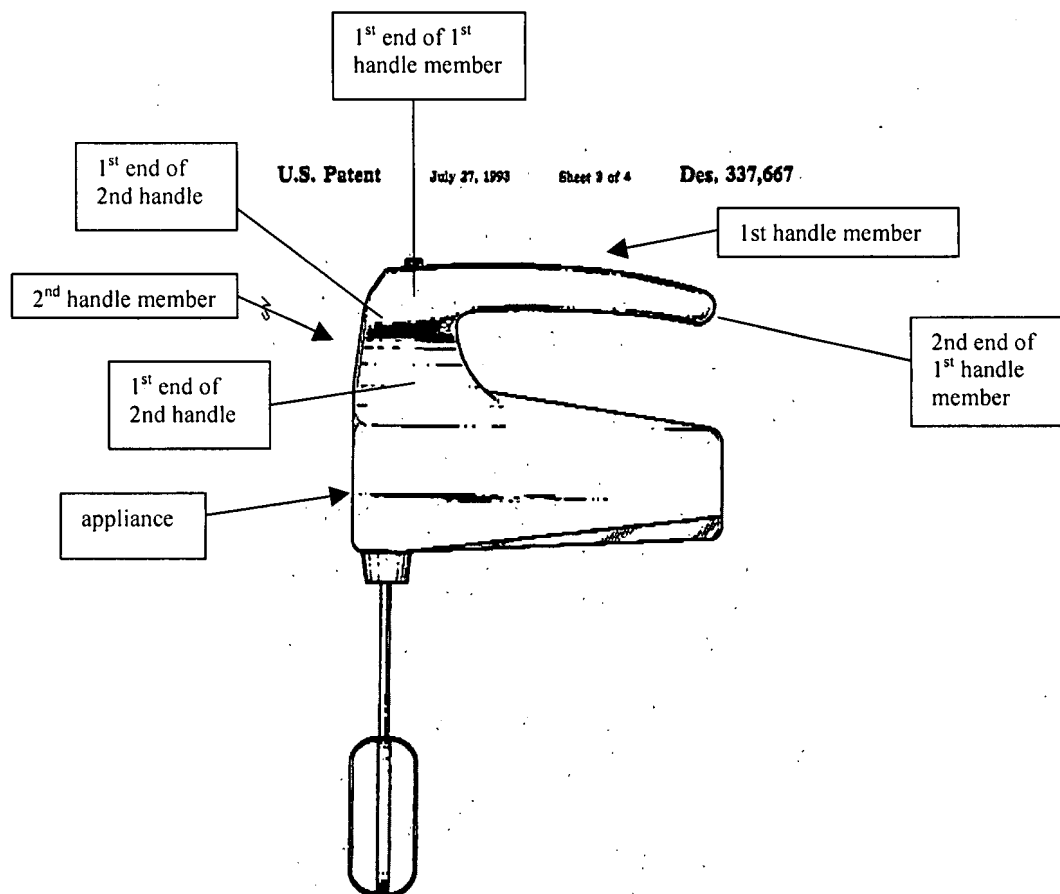 1st end of 1st
handle member
1st end of
2nd handle
U.S. Patent July 27, 1993 Sheet 3 of 4 Des. 337,667
1st handle member
2nd handle member
2nd end of
1st handle
member
1st end of
2nd handle
appliance